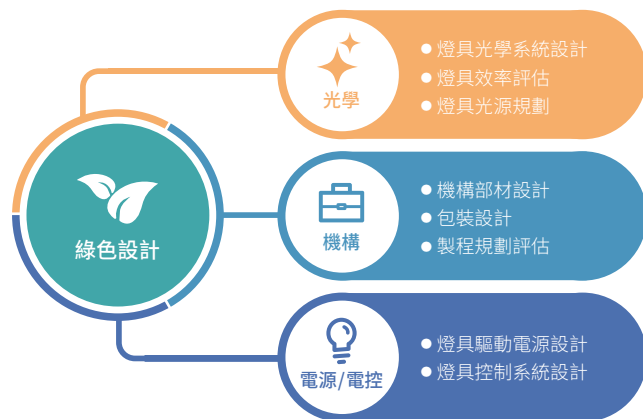 綠色設計
光學
● 燈具光學系統設計
● 燈具效率評估
● 燈具光源規劃
機構
● 機構部材設計
● 包裝設計
● 製程規劃評估
電源/電控
● 燈具驅動電源設計
● 燈具控制系統設計